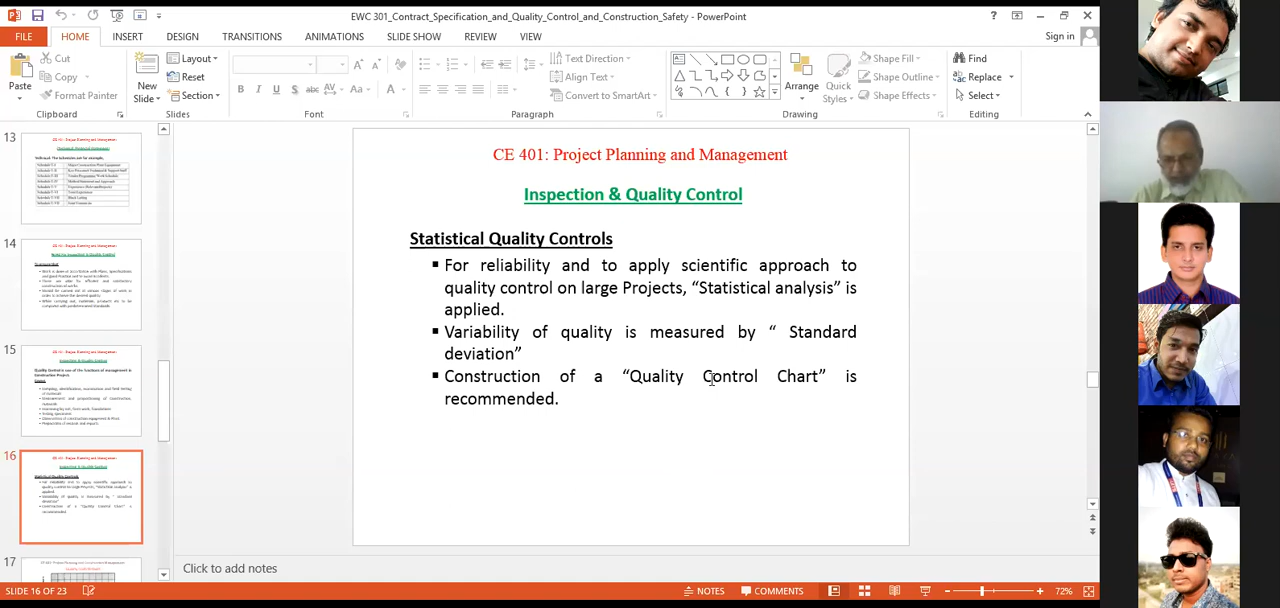 EWC 301_Contract_Specification_and_Quality_Control_and_Construction_Safety - PowerPoint
FILE HOME INSERT DESIGN TRANSITIONS ANIMATIONS SLIDE SHOW REVIEW VIEW Sign in
Paste
Cut
Copy
Format Painter
Clipboard
New Slide
Layout
Reset
Section
Slides
Font
Paragraph
Text Direction
Align Text
Convert to SmartArt
Arrange
Quick Styles
Shape Fill
Shape Outline
Shape Effects
Drawing
Find
Replace
Select
Editing
13
14
15
16
17
CE 401: Project Planning and Management
Inspection & Quality Control
Statistical Quality Controls
▪ For reliability and to apply scientific approach to
quality control on large Projects, “Statistical analysis” is
applied.
▪ Variability of quality is measured by “ Standard
deviation”
▪ Construction of a “Quality Control Chart” is
recommended.
Click to add notes
SLIDE 16 OF 23 NOTES COMMENTS 72%